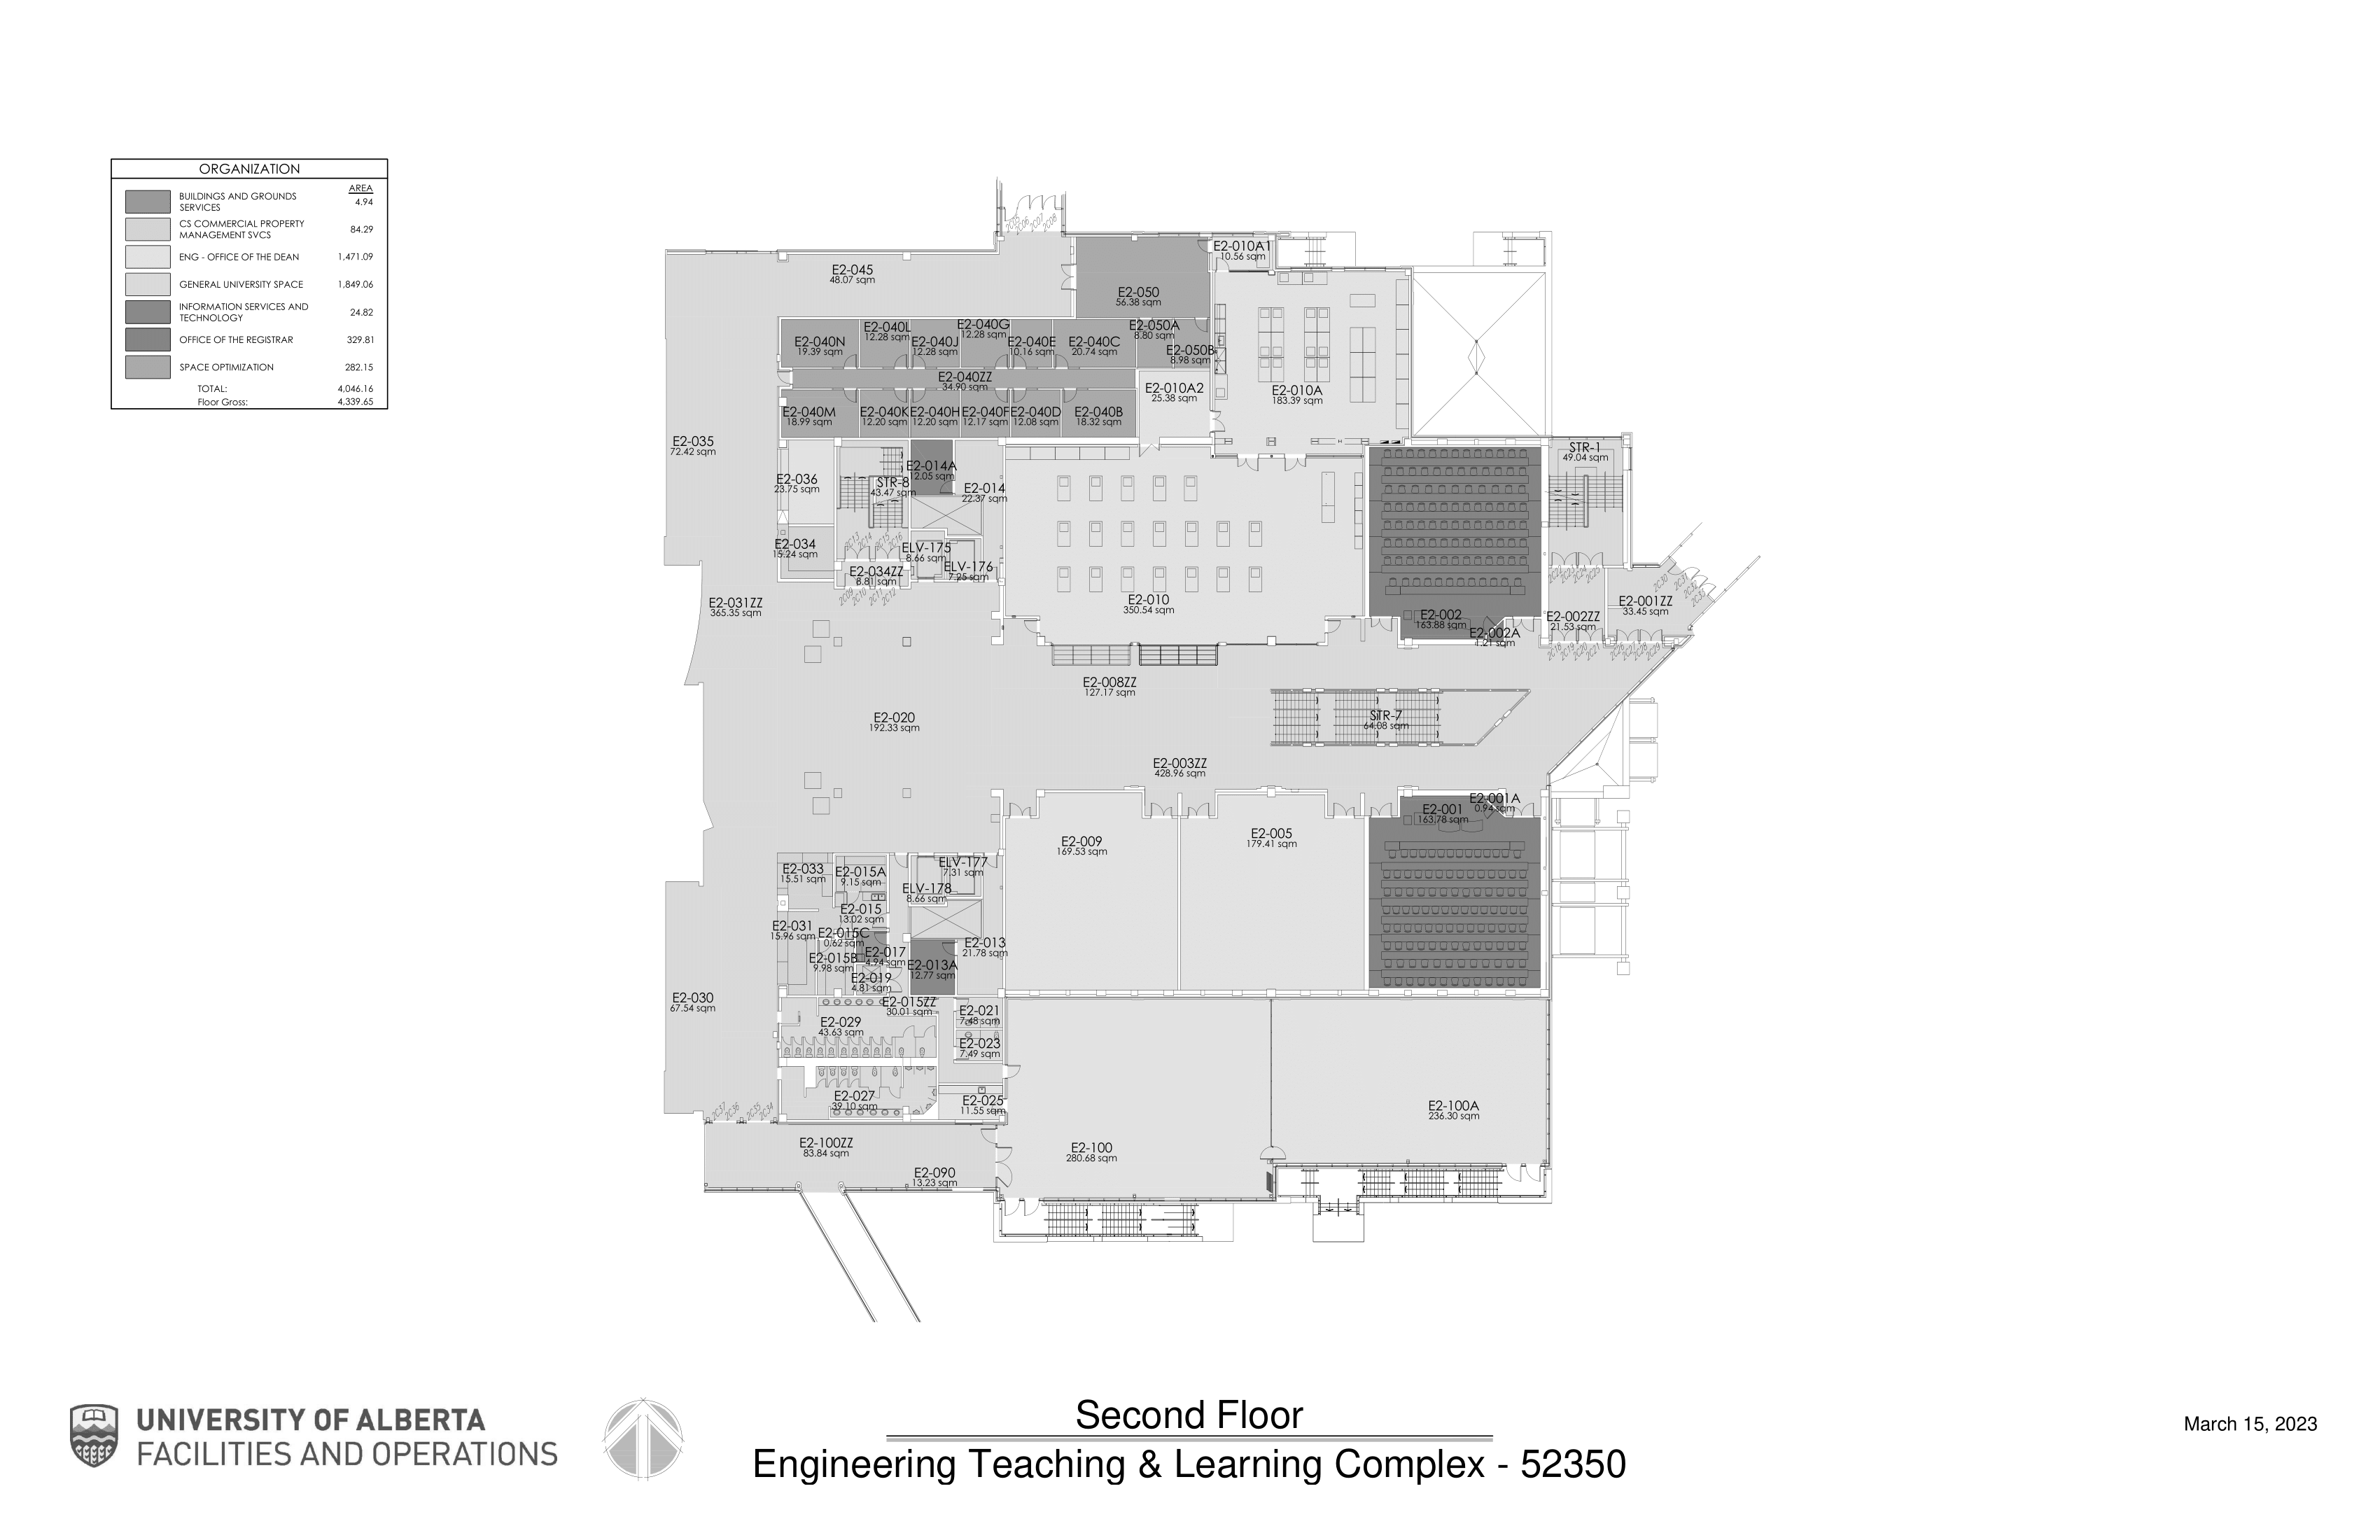 ORGANIZATION
AREA
BUILDINGS AND GROUNDS SERVICES 4.94
CS COMMERCIAL PROPERTY MANAGEMENT SVCS 84.29
ENG - OFFICE OF THE DEAN 1,471.09
GENERAL UNIVERSITY SPACE 1,849.06
INFORMATION SERVICES AND TECHNOLOGY 24.82
OFFICE OF THE REGISTRAR 329.81
SPACE OPTIMIZATION 282.15
TOTAL: 4,046.16
Floor Gross: 4,339.65
E2-010A1
10.56 sqm
E2-045
48.07 sqm
E2-050
56.38 sqm
E2-040N
19.39 sqm
E2-040L
12.28 sqm
E2-040J
12.28 sqm
E2-040G
12.28 sqm
E2-040E
10.16 sqm
E2-040C
20.74 sqm
E2-050A
8.80 sqm
E2-050B
8.98 sqm
E2-040ZZ
34.90 sqm
E2-010A2
25.38 sqm
E2-010A
183.39 sqm
E2-040M
18.99 sqm
E2-040K
12.20 sqm
E2-040H
12.20 sqm
E2-040F
12.17 sqm
E2-040D
12.08 sqm
E2-040B
18.32 sqm
E2-035
72.42 sqm
E2-036
23.75 sqm
STR-8
43.47 sqm
E2-014A
12.05 sqm
E2-014
22.37 sqm
STR-1
49.04 sqm
E2-034
15.24 sqm
ELV-175
8.66 sqm
ELV-176
7.25 sqm
E2-034ZZ
8.81 sqm
E2-031ZZ
365.35 sqm
E2-010
350.54 sqm
E2-002
163.88 sqm
E2-002A
1.21 sqm
E2-002ZZ
21.53 sqm
E2-001ZZ
33.45 sqm
E2-008ZZ
127.17 sqm
E2-020
192.33 sqm
STR-7
64.08 sqm
E2-003ZZ
428.96 sqm
E2-001A
0.94 sqm
E2-001
163.78 sqm
E2-009
169.53 sqm
E2-005
179.41 sqm
E2-033
15.51 sqm
E2-015A
9.15 sqm
ELV-177
7.31 sqm
ELV-178
8.66 sqm
E2-015
13.02 sqm
E2-031
15.96 sqm
E2-015C
0.62 sqm
E2-015B
9.98 sqm
E2-017
4.94 sqm
E2-013A
12.77 sqm
E2-013
21.78 sqm
E2-019
4.81 sqm
E2-030
67.54 sqm
E2-015ZZ
30.01 sqm
E2-029
43.63 sqm
E2-021
7.48 sqm
E2-023
7.49 sqm
E2-027
39.10 sqm
E2-025
11.55 sqm
E2-100A
236.30 sqm
E2-100ZZ
83.84 sqm
E2-100
280.68 sqm
E2-090
13.23 sqm
UNIVERSITY OF ALBERTA
FACILITIES AND OPERATIONS
Second Floor
Engineering Teaching & Learning Complex - 52350
March 15, 2023